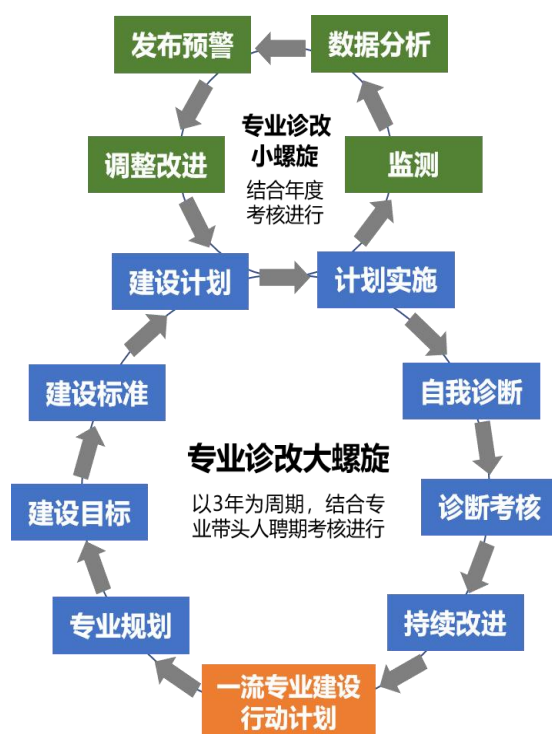 发布预警
数据分析
专业诊改
小螺旋
调整改进
监测
结合年度
考核进行
建设计划
计划实施
建设标准
自我诊断
专业诊改大螺旋
以3年为周期，结合专
业带头人聘期考核进行
建设目标
诊断考核
专业规划
持续改进
一流专业建设
行动计划